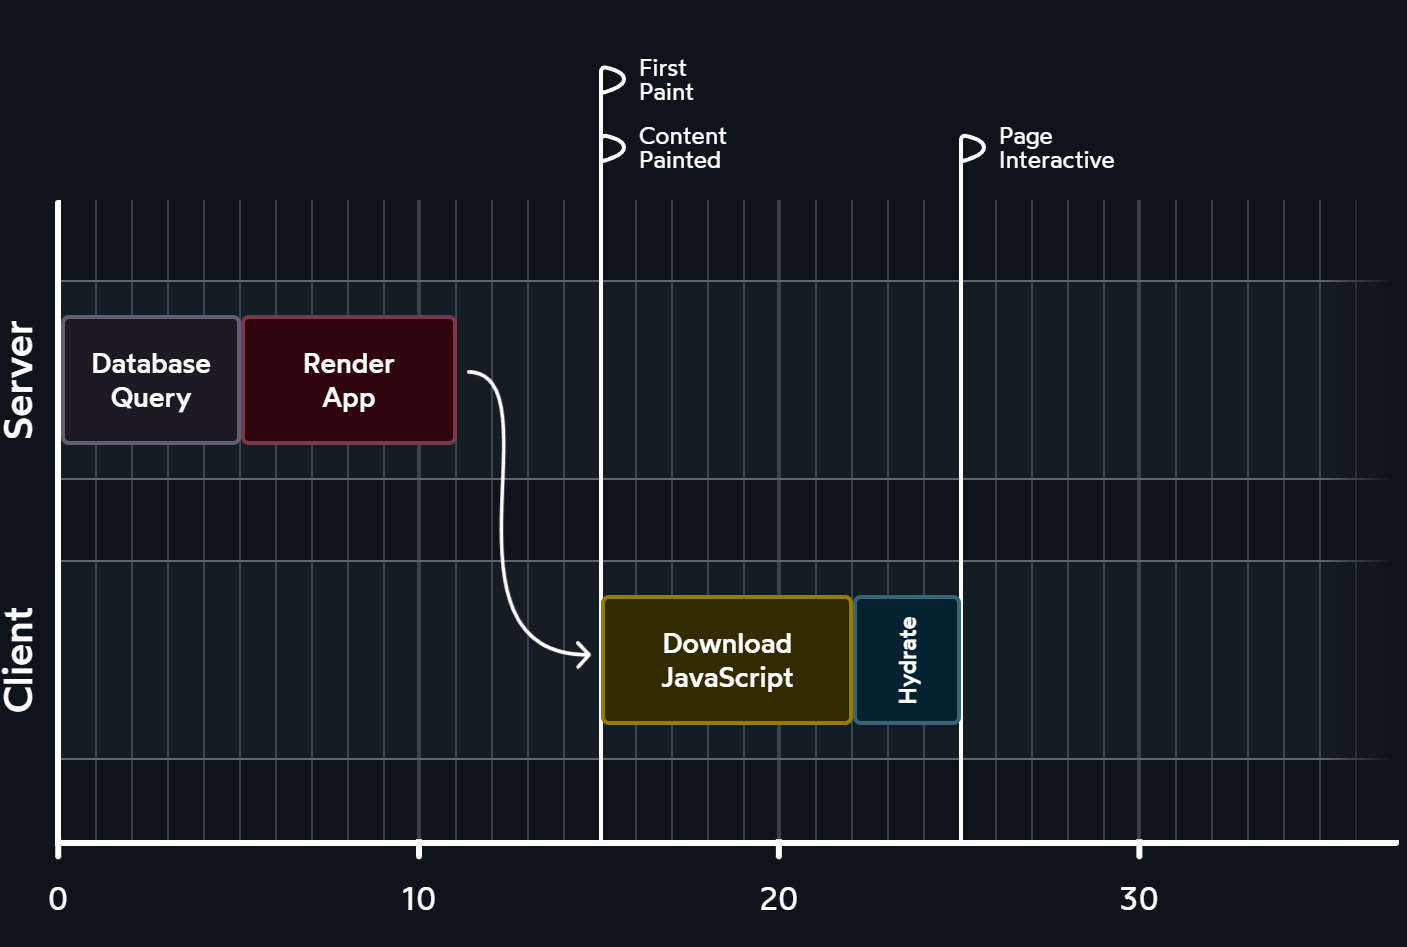 First
Paint
Content
Painted
Page
Interactive
Server
Database
Query
Render
App
Client
Download
JavaScript
Hydrate
0
10
20
30